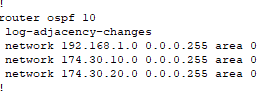 !
router ospf 10
log-adjacency-changes
network 192.168.1.0 0.0.0.255 area 0
network 174.30.10.0 0.0.0.255 area 0
network 174.30.20.0 0.0.0.255 area 0
!